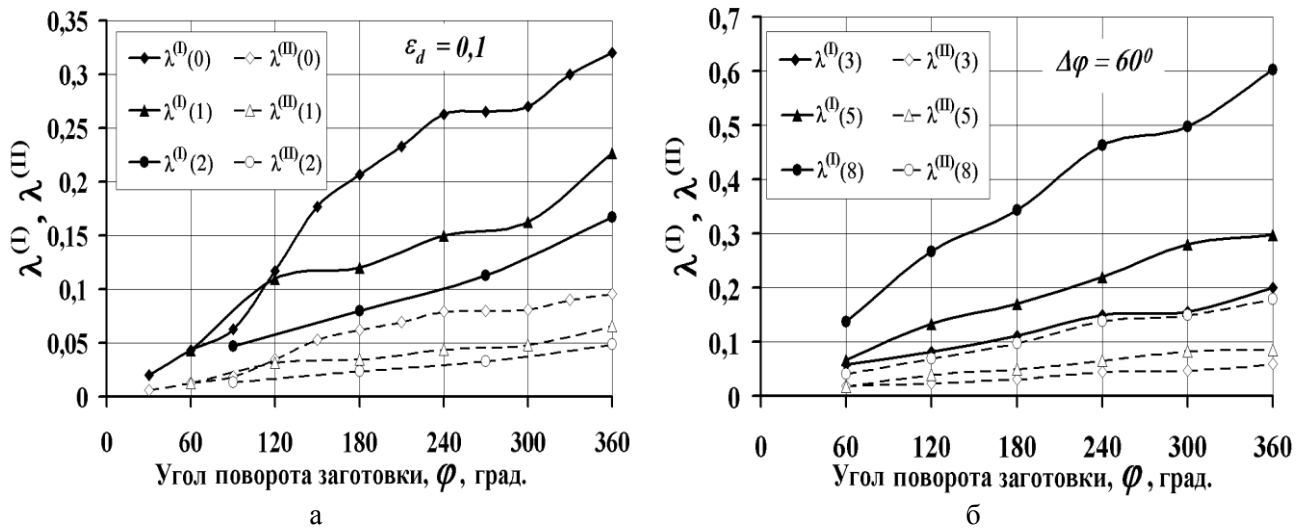 0,35
0,3
0,25
0,2
0,15
0,1
0,05
0
λ(I), λ(II)
λ(I)(0) λ(II)(0)
λ(I)(1) λ(II)(1)
λ(I)(2) λ(II)(2)
εd = 0,1
0 60 120 180 240 300 360
Угол поворота заготовки, φ, град.
а
0,7
0,6
0,5
0,4
0,3
0,2
0,1
0
λ(I), λ(II)
λ(I)(3) λ(II)(3)
λ(I)(5) λ(II)(5)
λ(I)(8) λ(II)(8)
Δφ = 60⁰
0 60 120 180 240 300 360
Угол поворота заготовки, φ, град.
б